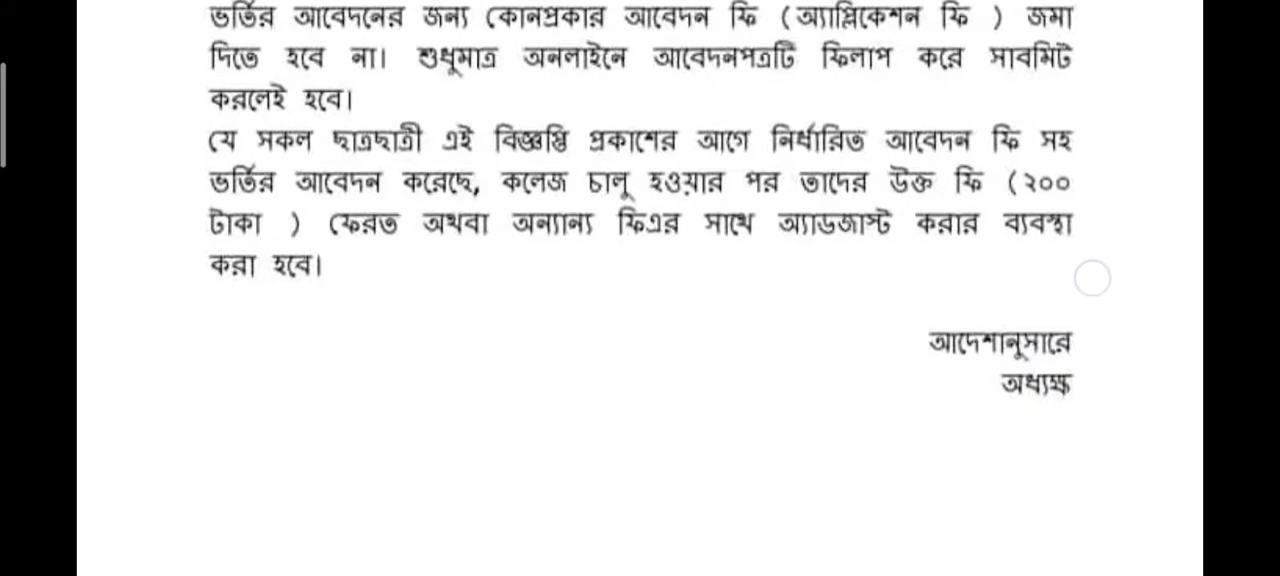 ভর্তির আবেদনের জন্য কোনপ্রকার আবেদন ফি (অ্যাপ্লিকেশন ফি ) জমা
দিতে হবে না। শুধুমাত্র অনলাইনে আবেদনপত্রটি ফিলাপ করে সাবমিট
করলেই হবে।
যে সকল ছাত্রছাত্রী এই বিজ্ঞপ্তি প্রকাশের আগে নির্ধারিত আবেদন ফি সহ
ভর্তির আবেদন করেছে, কলেজ চালু হওয়ার পর তাদের উক্ত ফি (২০০
টাকা ) ফেরত অথবা অন্যান্য ফিএর সাথে অ্যাডজাস্ট করার ব্যবস্থা
করা হবে।
আদেশানুসারে
অধ্যক্ষ